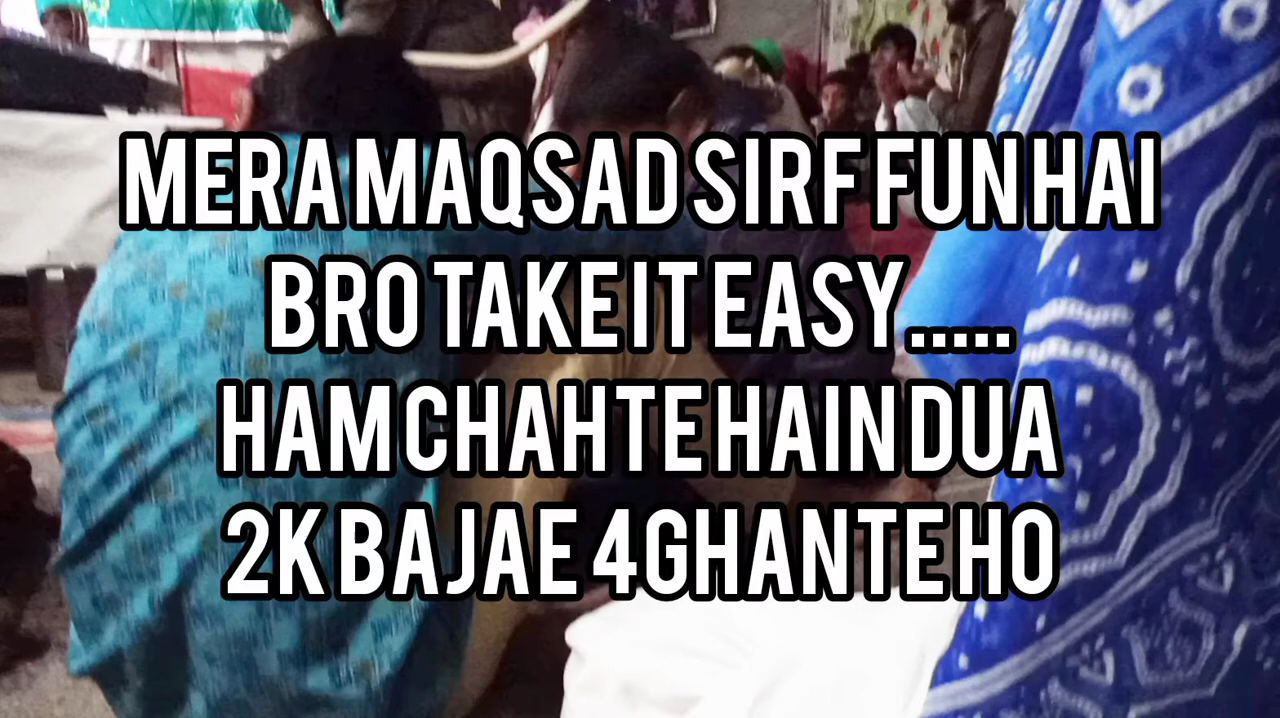 MERA MAQSAD SIRF FUN HAI
BRO TAKE IT EASY .....
HAM CHAHTE HAIN DUA
2K BAJAE 4GHANTE HO